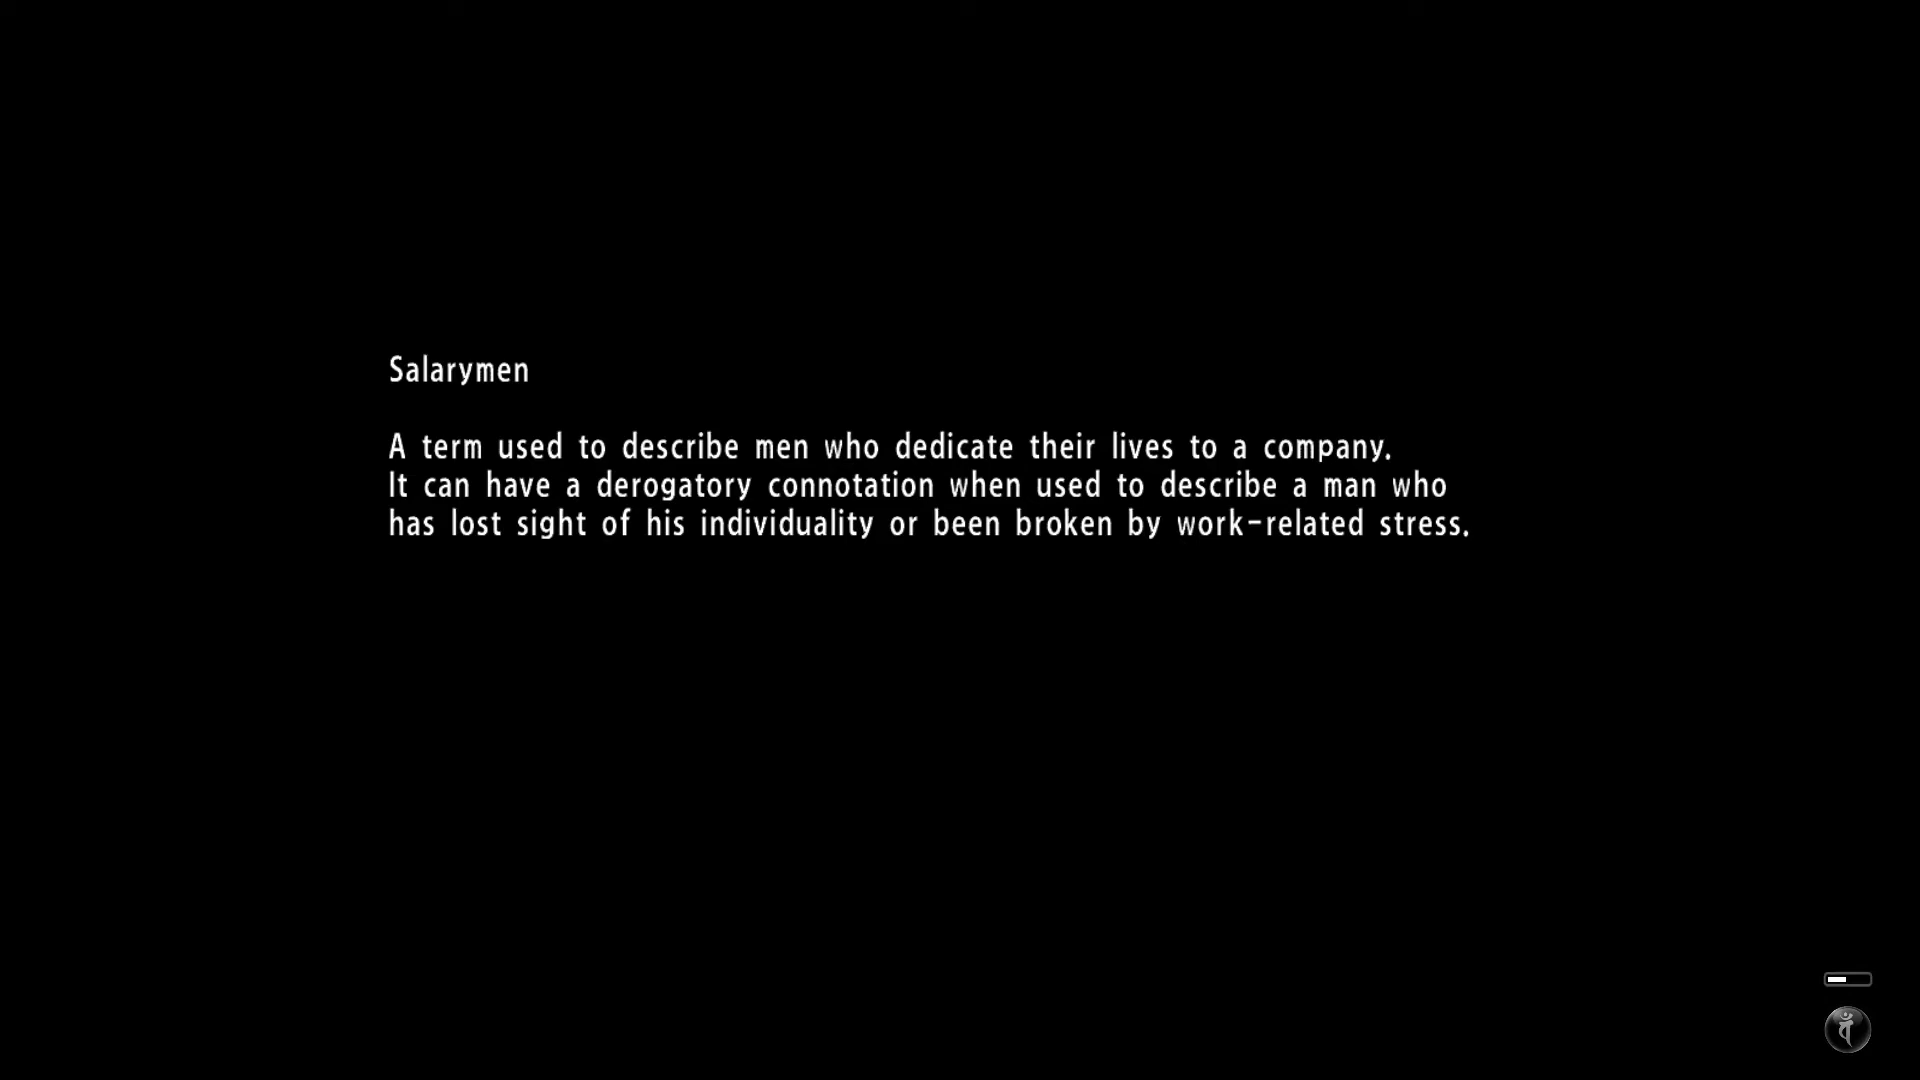 Salarymen
A term used to describe men who dedicate their lives to a company.
It can have a derogatory connotation when used to describe a man who
has lost sight of his individuality or been broken by work-related stress.